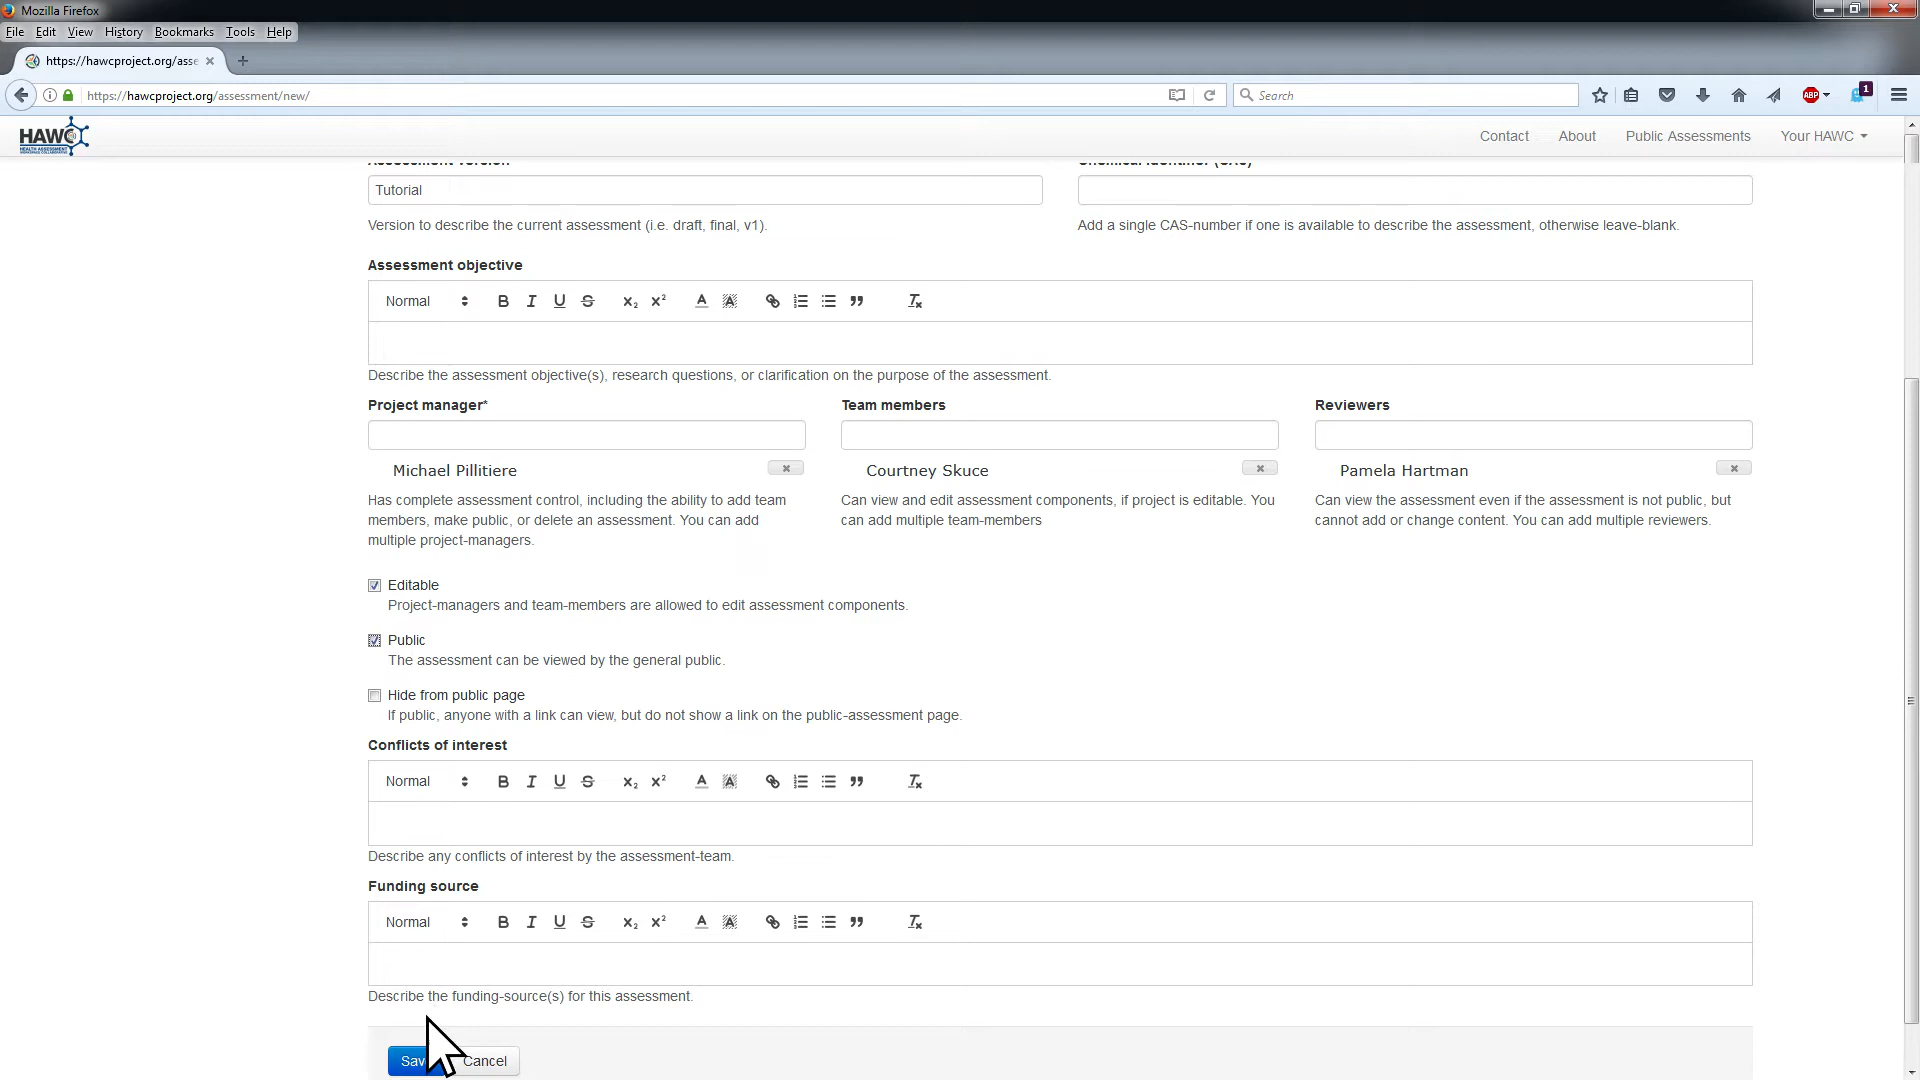 Mozilla Firefox
File Edit View History Bookmarks Tools Help
https://hawcproject.org/asse
https://hawcproject.org/assessment/new/
Search
ABP
1
HAWC
Contact About Public Assessments Your HAWC
Assessment version
Chemical identifier (CAS)
Tutorial
Version to describe the current assessment (i.e. draft, final, v1).
Add a single CAS-number if one is available to describe the assessment, otherwise leave-blank.
Assessment objective
Normal
Describe the assessment objective(s), research questions, or clarification on the purpose of the assessment.
Project manager* Team members Reviewers
Michael Pillitiere Courtney Skuce Pamela Hartman
Has complete assessment control, including the ability to add team
members, make public, or delete an assessment. You can add
multiple project-managers.
Can view and edit assessment components, if project is editable. You
can add multiple team-members
Can view the assessment even if the assessment is not public, but
cannot add or change content. You can add multiple reviewers.
Editable
Project-managers and team-members are allowed to edit assessment components.
Public
The assessment can be viewed by the general public.
Hide from public page
If public, anyone with a link can view, but do not show a link on the public-assessment page.
Conflicts of interest
Normal
Describe any conflicts of interest by the assessment-team.
Funding source
Normal
Describe the funding-source(s) for this assessment.
Sav Cancel